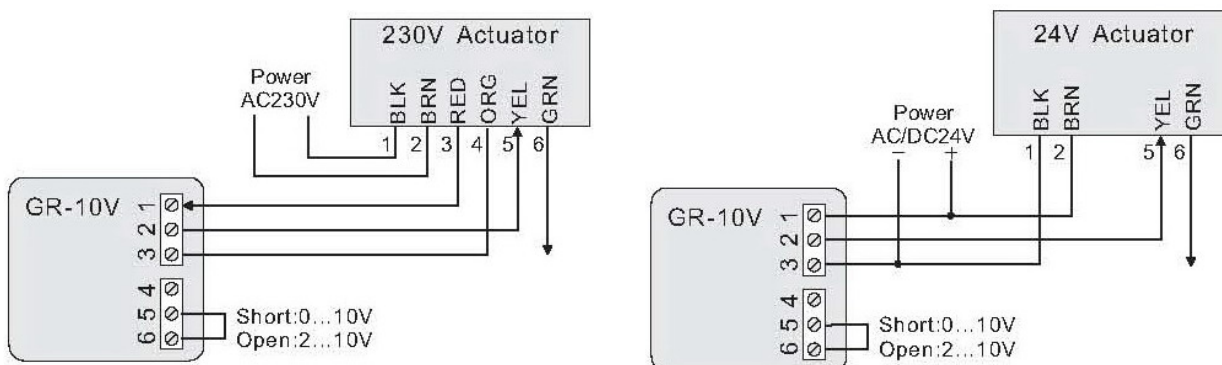 230V Actuator
BLK BRN RED ORG YEL GRN
Power
AC230V
1 2 3 4 5 6
GR-10V
1
2
3
4
5
6
Short:0...10V
Open:2...10V
24V Actuator
BLK BRN YEL GRN
Power
AC/DC24V
− +
1 2 5 6
GR-10V
1
2
3
4
5
6
Short:0...10V
Open:2...10V